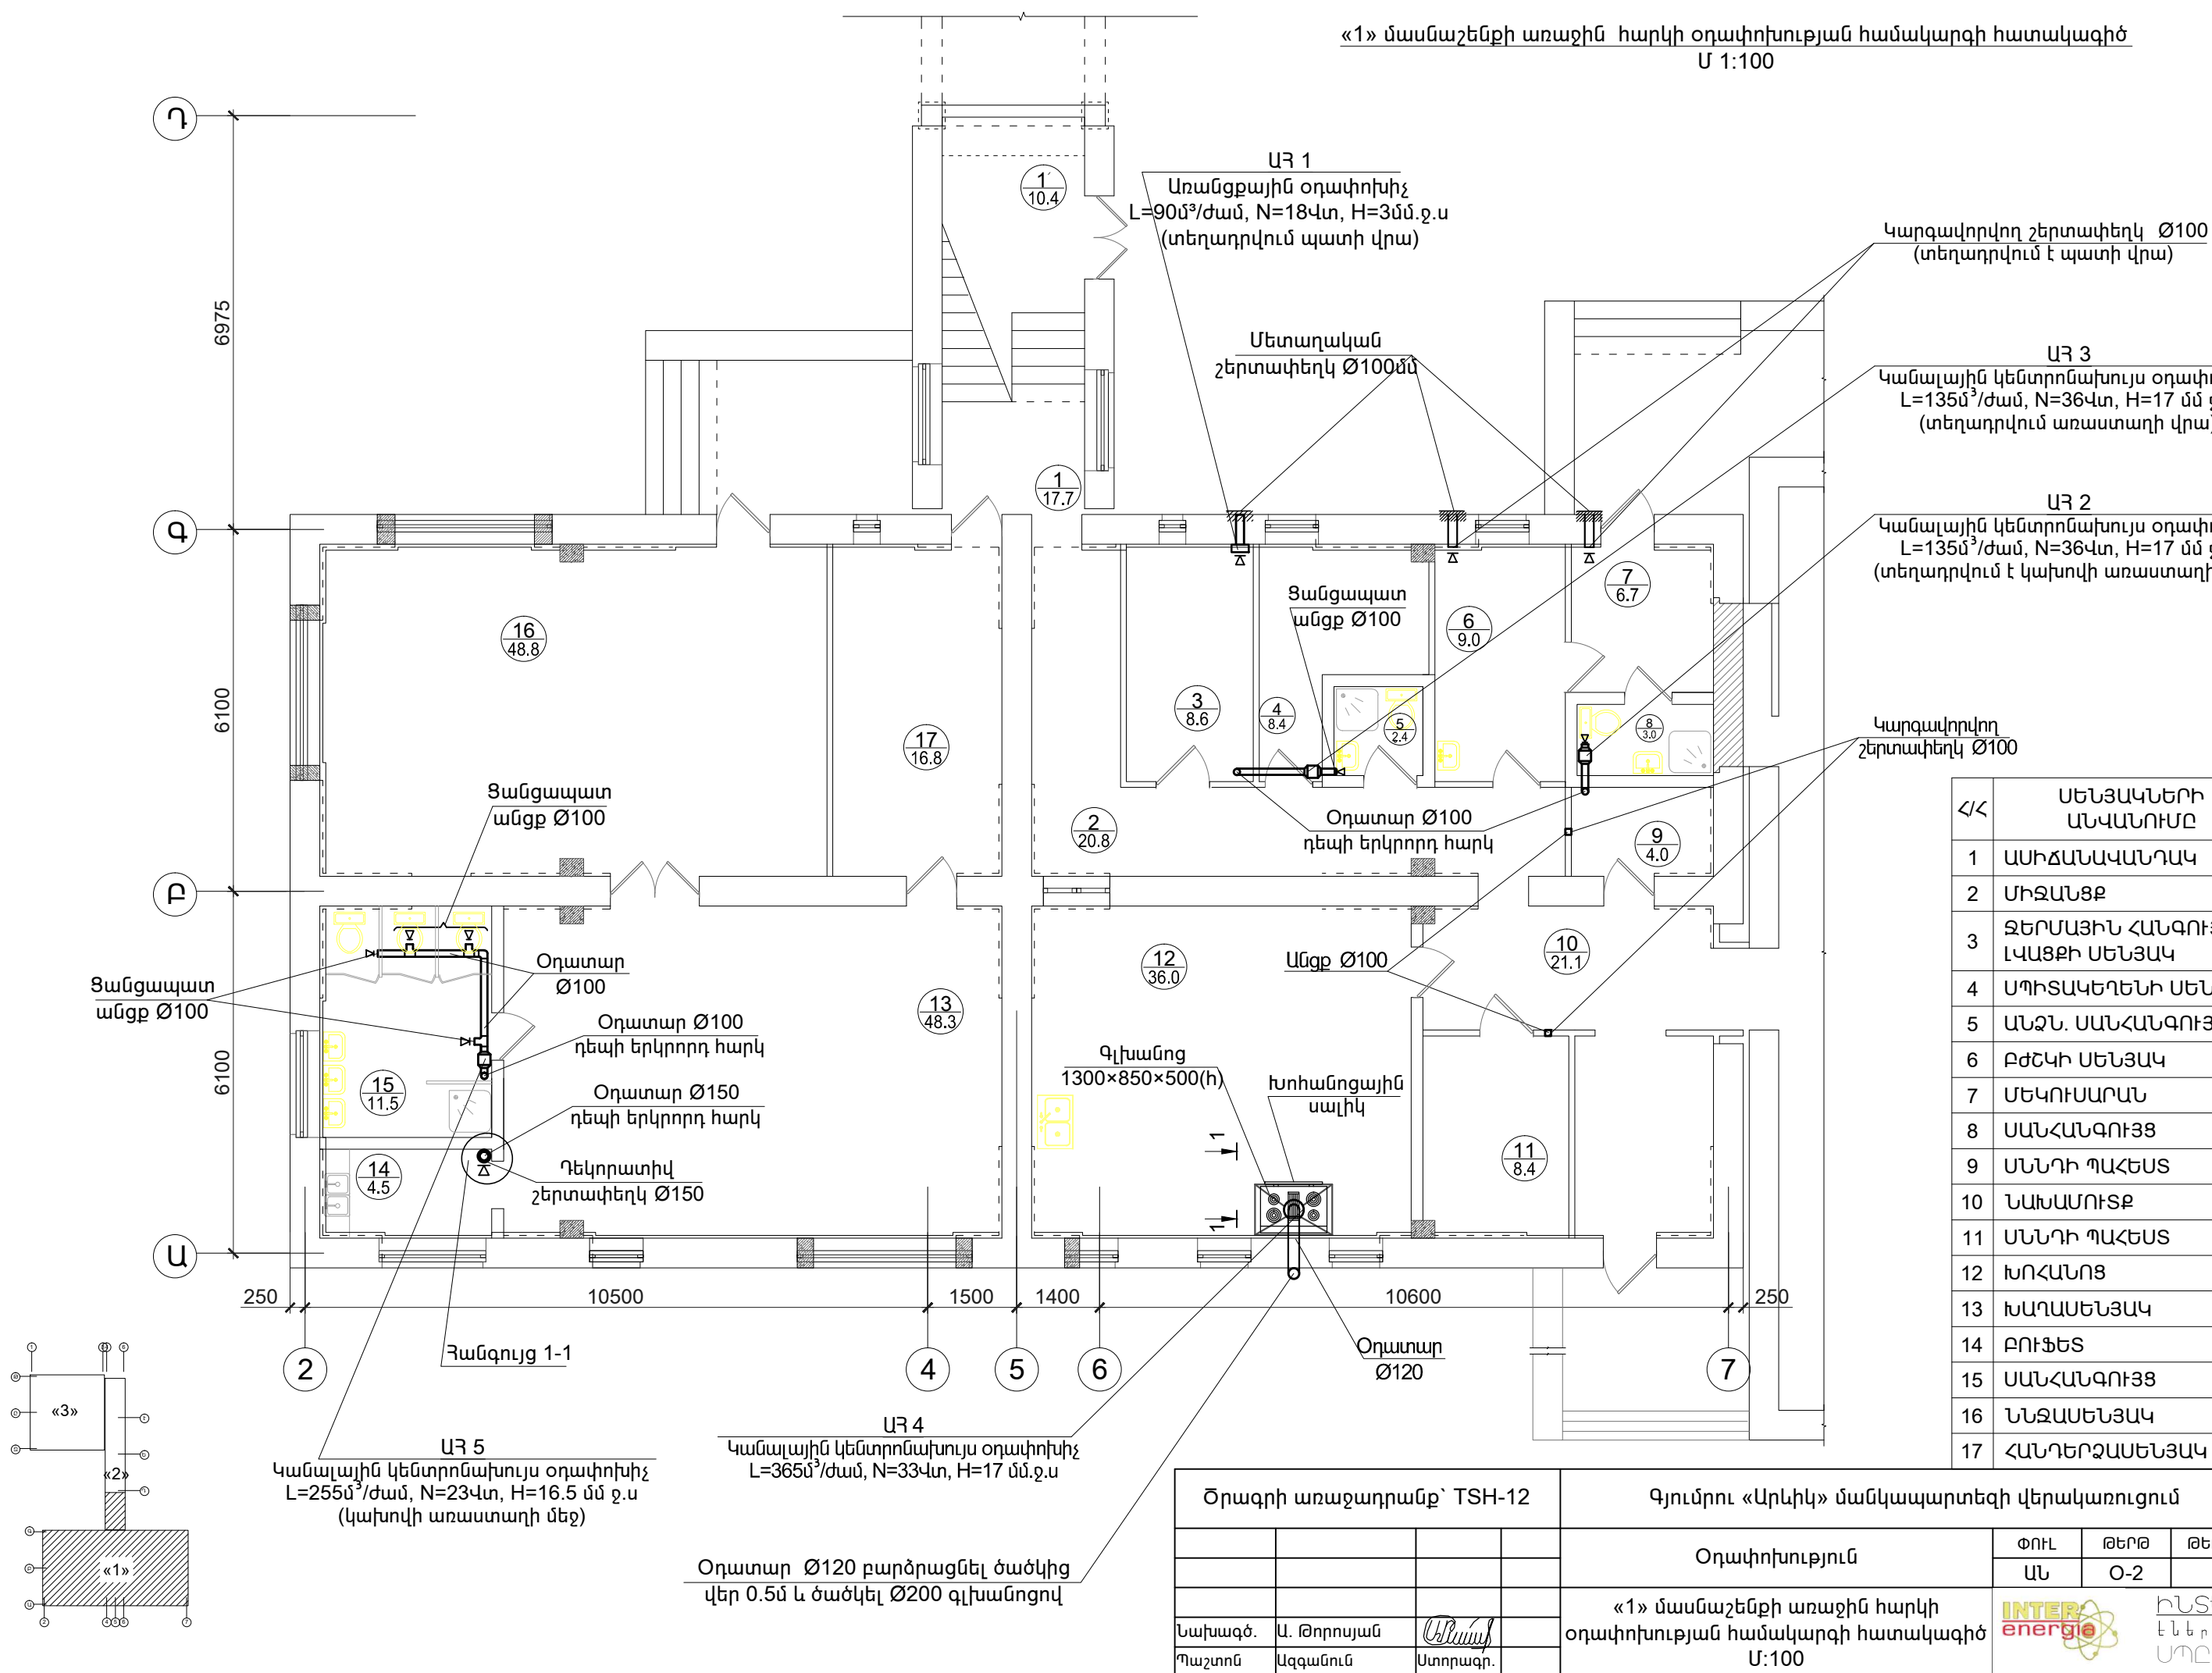 «1» մասնաշենքի առաջին հարկի օդափոխության համակարգի հատակագիծ
Մ 1:100
Դ
Գ
Բ
Ա
6975
6100
6100
ԱՅ 1
Առանցքային օդափոխիչ
L=90մ³/ժամ, N=18Վտ, H=3մմ.ջ.ս
(տեղադրվում պատի վրա)
Մետաղական
շերտափեղկ Ø100մմ
Կարգավորվող շերտափեղկ Ø100
(տեղադրվում է պատի վրա)
ԱՅ 3
Կանալային կենտրոնախույս
L=135մ³/ժամ, N=36Վտ, H=17 մմ
(տեղադրվում առաստաղի վրա
ԱՅ 2
Կանալային կենտրոնախույս
L=135մ³/ժամ, N=36Վտ, H=17 մմ
(տեղադրվում է կախովի
Կարգավորվող
շերտափեղկ Ø100
1՛
10.4
1
17.7
16
48.8
17
16.8
3
8.6
4
8.4
5
2.4
6
9.0
7
6.7
8
3.0
2
20.8
9
4.0
10
21.1
12
36.0
13
48.3
15
11.5
14
4.5
11
8.4
Ցանցապատ
անցք Ø100
Ցանցապատ
անցք Ø100
Օդատար Ø100
դեպի երկրորդ հարկ
Ցանցապատ
անցք Ø100
Օդատար
Ø100
Օդատար Ø100
դեպի երկրորդ հարկ
Օդատար Ø150
դեպի երկրորդ հարկ
Դեկորատիվ
շերտափեղկ Ø150
Անցք Ø100
Գլխանոց
1300×850×500(h)
Խոհանոցային
սալիկ
1
1
250
10500
1500
1400
10600
250
2
4
5
6
7
Հանգույց 1-1
Օդատար
Ø120
ԱՅ 5
Կանալային կենտրոնախույս օդափոխիչ
L=255մ³/ժամ, N=23Վտ, H=16.5 մմ ջ.ս
(կախովի առաստաղի մեջ)
ԱՅ 4
Կանալային կենտրոնախույս օդափոխիչ
L=365մ³/ժամ, N=33Վտ, H=17 մմ.ջ.ս
Օդատար Ø120 բարձրացնել ծածկից
վեր 0.5մ և ծածկել Ø200 գլխանոցով
«3»
«2»
«1»
Հ/Հ
ՍԵՆՅԱԿՆԵՐԻ
ԱՆՎԱՆՈՒՄԸ
1 ԱՍԻՃԱՆԱՎԱՆԴԱԿ
2 ՄԻՋԱՆՑՔ
3 ՋԵՐՄԱՅԻՆ
ԼՎԱՑՔԻ ՍԵՆՅԱԿ
4 ՍՊԻՏԱԿԵՂԵՆԻ
5 ԱՆՁՆ.
6 ԲԺՇԿԻ ՍԵՆՅԱԿ
7 ՄԵԿՈՒՍԱՐԱՆ
8 ՍԱՆՀԱՆԳՈՒՅՑ
9 ՍՆՆԴԻ ՊԱՀԵՍՏ
10 ՆԱԽԱՄՈՒՏՔ
11 ՍՆՆԴԻ ՊԱՀԵՍՏ
12 ԽՈՀԱՆՈՑ
13 ԽԱՂԱՍԵՆՅԱԿ
14 ԲՈՒՖԵՏ
15 ՍԱՆՀԱՆԳՈՒՅՑ
16 ՆՆՋԱՍԵՆՅԱԿ
17 ՀԱՆԴԵՐՁԱՍԵՆՅԱԿ
Ծրագրի առաջադրանք՝ TSH-12
Գյումրու «Արևիկ» մանկապարտեզի վերակառուցում
Օդափոխություն
ՓՈՒԼ
ԹԵՐԹ
ԱՆ
Օ-2
«1» մասնաշենքի առաջին հարկի
օդափոխության համակարգի հատակագիծ
Մ:100
Նախագծ.
Ա. Թորոսյան
Պաշտոն
Ազգանուն
Ստորագր.
INTER
energia